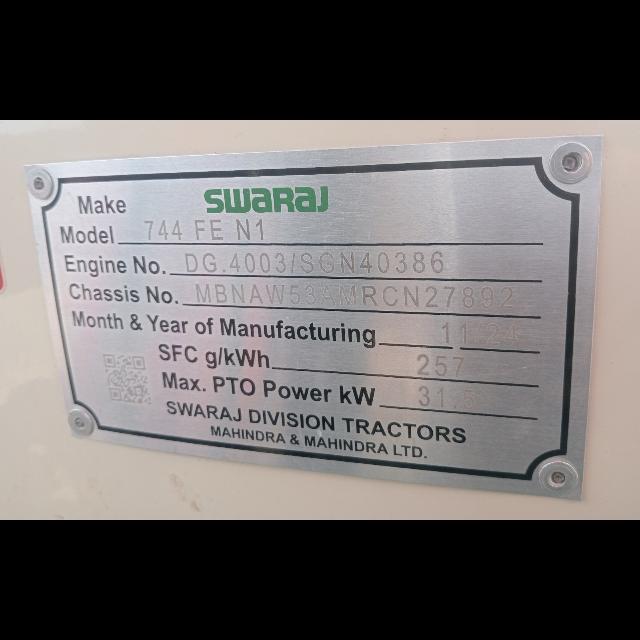 Make SWARAJ
Model 744 FE N1
Engine No. DG.4003/SGN40386
Chassis No. MBNAW53AMRCN27892
Month & Year of Manufacturing 11.24
SFC g/kWh 257
Max. PTO Power kW
SWARAJ DIVISION TRACTORS
MAHINDRA & MAHINDRA LTD.